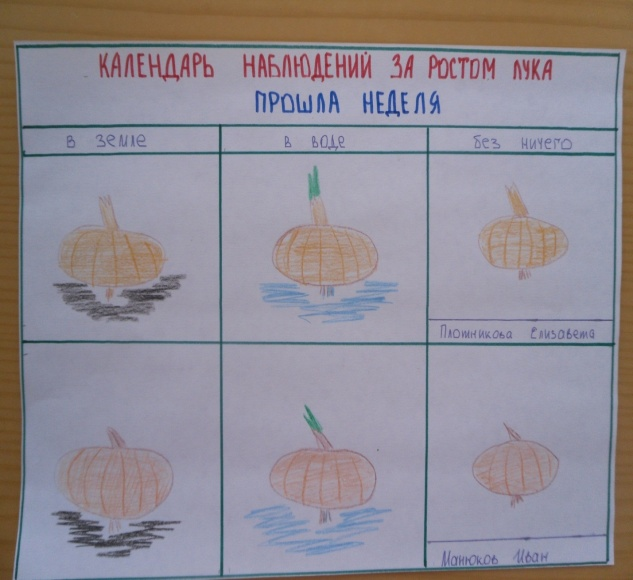 КАЛЕНДАРЬ НАБЛЮДЕНИЙ ЗА РОСТОМ ЛУКА
ПРОШЛА НЕДЕЛЯ
в земле
в воде
без ничего
Плотникова Елизавета
Манюков Иван